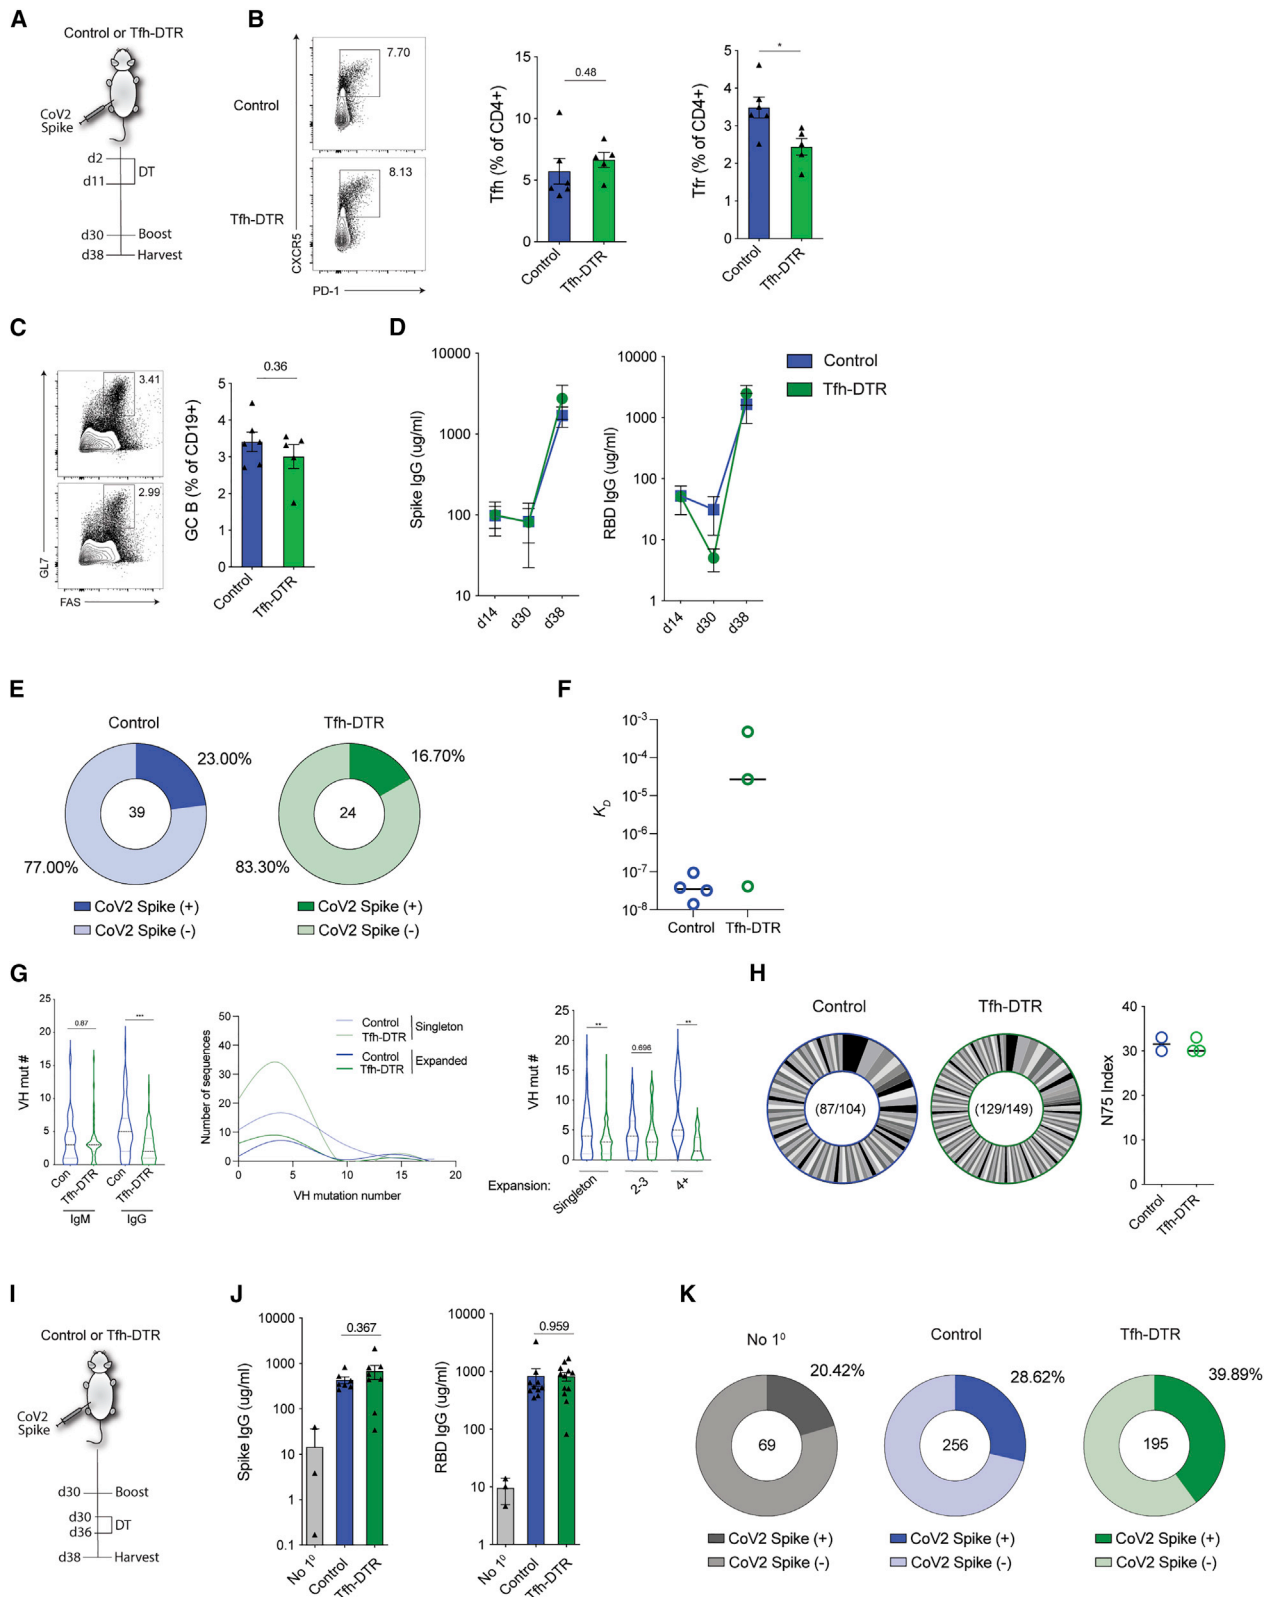 A
Control or Tfh-DTR
CoV2
Spike
d2
d11
DT
d30
Boost
d38
Harvest
B
Control
7.70
Tfh-DTR
8.13
CXCR5
PD-1
Tfh (% of CD4+)
15
10
5
0
0.48
Control
Tfh-DTR
Tfr (% of CD4+)
5
4
3
2
1
0
*
Control
Tfh-DTR
C
3.41
2.99
GL7
FAS
GC B (% of CD19+)
5
4
3
2
1
0
0.36
Control
Tfh-DTR
D
Spike IgG (ug/ml)
10000
1000
100
10
d14
d30
d38
RBD IgG (ug/ml)
10000
1000
100
10
1
d14
d30
d38
Control
Tfh-DTR
E
Control
23.00%
39
77.00%
CoV2 Spike (+)
CoV2 Spike (-)
Tfh-DTR
16.70%
24
83.30%
CoV2 Spike (+)
CoV2 Spike (-)
F
K_D
10⁻³
10⁻⁴
10⁻⁵
10⁻⁶
10⁻⁷
10⁻⁸
Control
Tfh-DTR
G
VH mut #
25
20
15
10
5
0
0.87
***
Con
Tfh-DTR
Con
Tfh-DTR
IgM
IgG
Number of sequences
50
40
30
20
10
0
0
5
10
15
20
VH mutation number
Control
Tfh-DTR
Singleton
Control
Tfh-DTR
Expanded
VH mut #
25
20
15
10
5
0
**
0.696
**
Expansion:
Singleton
2-3
4+
H
Control
(87/104)
Tfh-DTR
(129/149)
N75 Index
40
30
20
10
0
Control
Tfh-DTR
I
Control or Tfh-DTR
CoV2
Spike
d30
Boost
d30
d36
DT
d38
Harvest
J
Spike IgG (ug/ml)
10000
1000
100
10
1
0.1
0.367
No 1⁰
Control
Tfh-DTR
RBD IgG (ug/ml)
10000
1000
100
10
1
0.959
No 1⁰
Control
Tfh-DTR
K
No 1⁰
20.42%
69
CoV2 Spike (+)
CoV2 Spike (-)
Control
28.62%
256
CoV2 Spike (+)
CoV2 Spike (-)
Tfh-DTR
39.89%
195
CoV2 Spike (+)
CoV2 Spike (-)